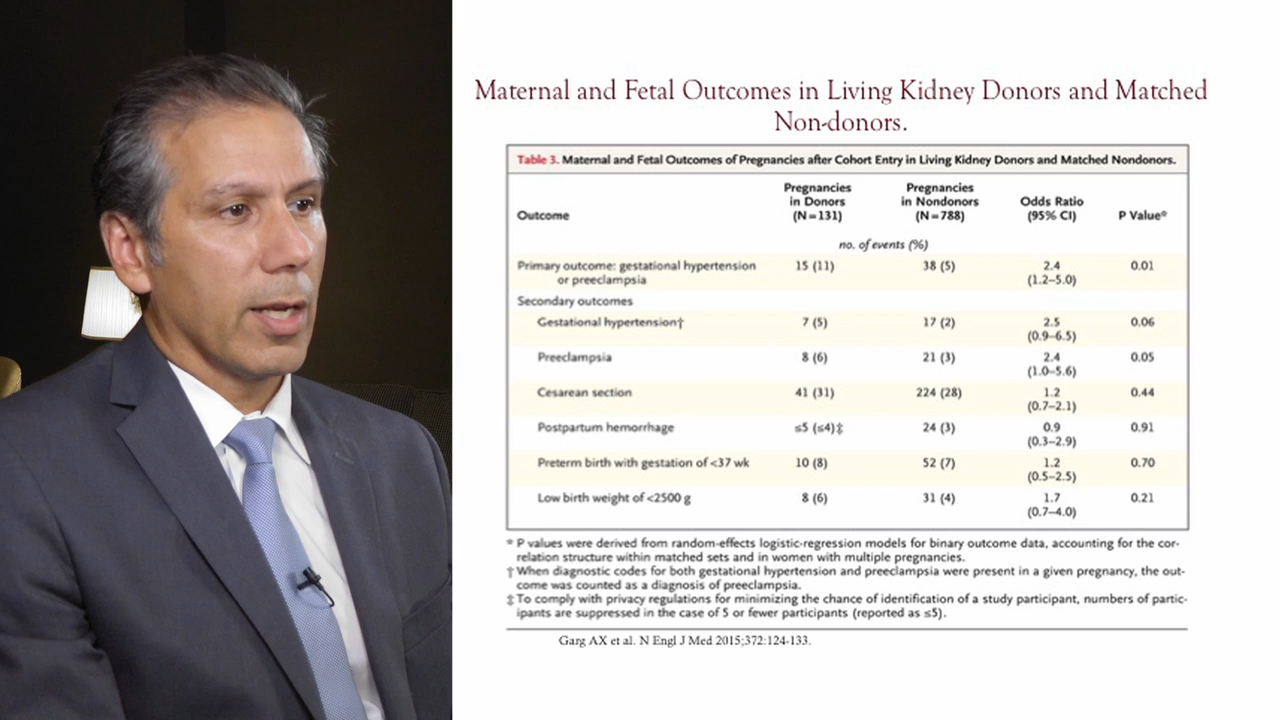 Maternal and Fetal Outcomes in Living Kidney Donors and Matched
Non-donors.
Table 3. Maternal and Fetal Outcomes of Pregnancies after Cohort Entry in Living Kidney Donors and Matched Nondonors.
Outcome
Pregnancies
in Donors
(N=131)
Pregnancies
in Nondonors
(N=788)
Odds Ratio
(95% CI)
P Value*
no. of events (%)
Primary outcome: gestational hypertension
or preeclampsia
15 (11) 38 (5) 2.4
(1.2–5.0)
0.01
Secondary outcomes
Gestational hypertension† 7 (5) 17 (2) 2.5
(0.9–6.5)
0.06
Preeclampsia 8 (6) 21 (3) 2.4
(1.0–5.6)
0.05
Cesarean section 41 (31) 224 (28) 1.2
(0.7–2.1)
0.44
Postpartum hemorrhage ≤5 (≤4)‡ 24 (3) 0.9
(0.3–2.9)
0.91
Preterm birth with gestation of <37 wk 10 (8) 52 (7) 1.2
(0.5–2.5)
0.70
Low birth weight of <2500 g 8 (6) 31 (4) 1.7
(0.7–4.0)
0.21
* P values were derived from random-effects logistic-regression models for binary outcome data, accounting for the cor-
relation structure within matched sets and in women with multiple pregnancies.
† When diagnostic codes for both gestational hypertension and preeclampsia were present in a given pregnancy, the out-
come was counted as a diagnosis of preeclampsia.
‡ To comply with privacy regulations for minimizing the chance of identification of a study participant, numbers of partic-
ipants are suppressed in the case of 5 or fewer participants (reported as ≤5).
Garg AX et al. N Engl J Med 2015;372:124-133.